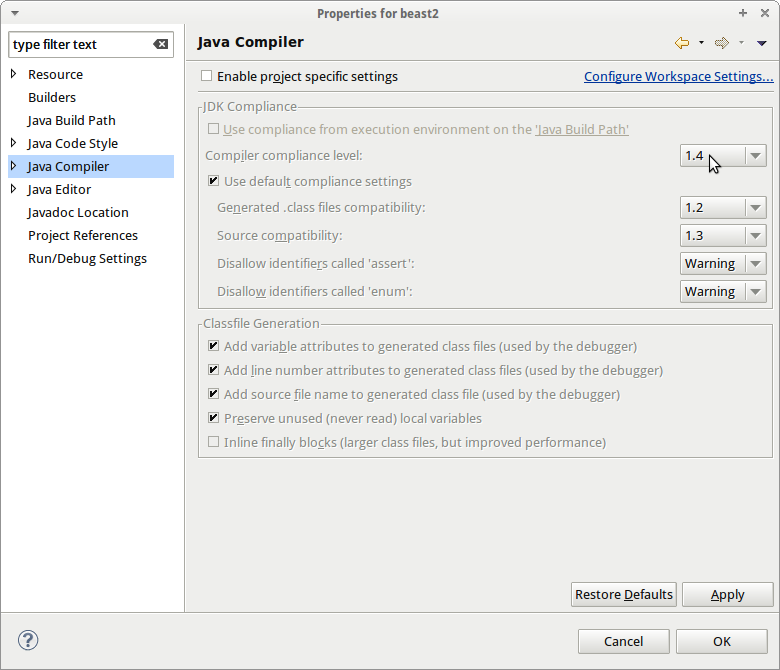 Properties for beast2
type filter text
Resource
Builders
Java Build Path
Java Code Style
Java Compiler
Java Editor
Javadoc Location
Project References
Run/Debug Settings
Java Compiler
Enable project specific settings Configure Workspace Settings...
JDK Compliance
Use compliance from execution environment on the 'Java Build Path'
Compiler compliance level: 1.4
Use default compliance settings
Generated .class files compatibility: 1.2
Source compatibility: 1.3
Disallow identifiers called 'assert': Warning
Disallow identifiers called 'enum': Warning
Classfile Generation
Add variable attributes to generated class files (used by the debugger)
Add line number attributes to generated class files (used by the debugger)
Add source file name to generated class file (used by the debugger)
Preserve unused (never read) local variables
Inline finally blocks (larger class files, but improved performance)
Restore Defaults Apply
? Cancel OK